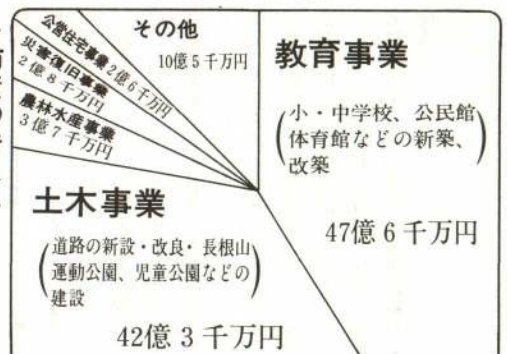 その他
10億5千万円
公営住宅事業2億6千万円
災害復旧事業
2億8千万円
農林水産事業
3億7千万円
教育事業
(小・中学校、公民館
体育館などの新築、
改築)
47億6千万円
土木事業
(道路の新設・改良・長根山
運動公園、児童公園などの
建設)
42億3千万円